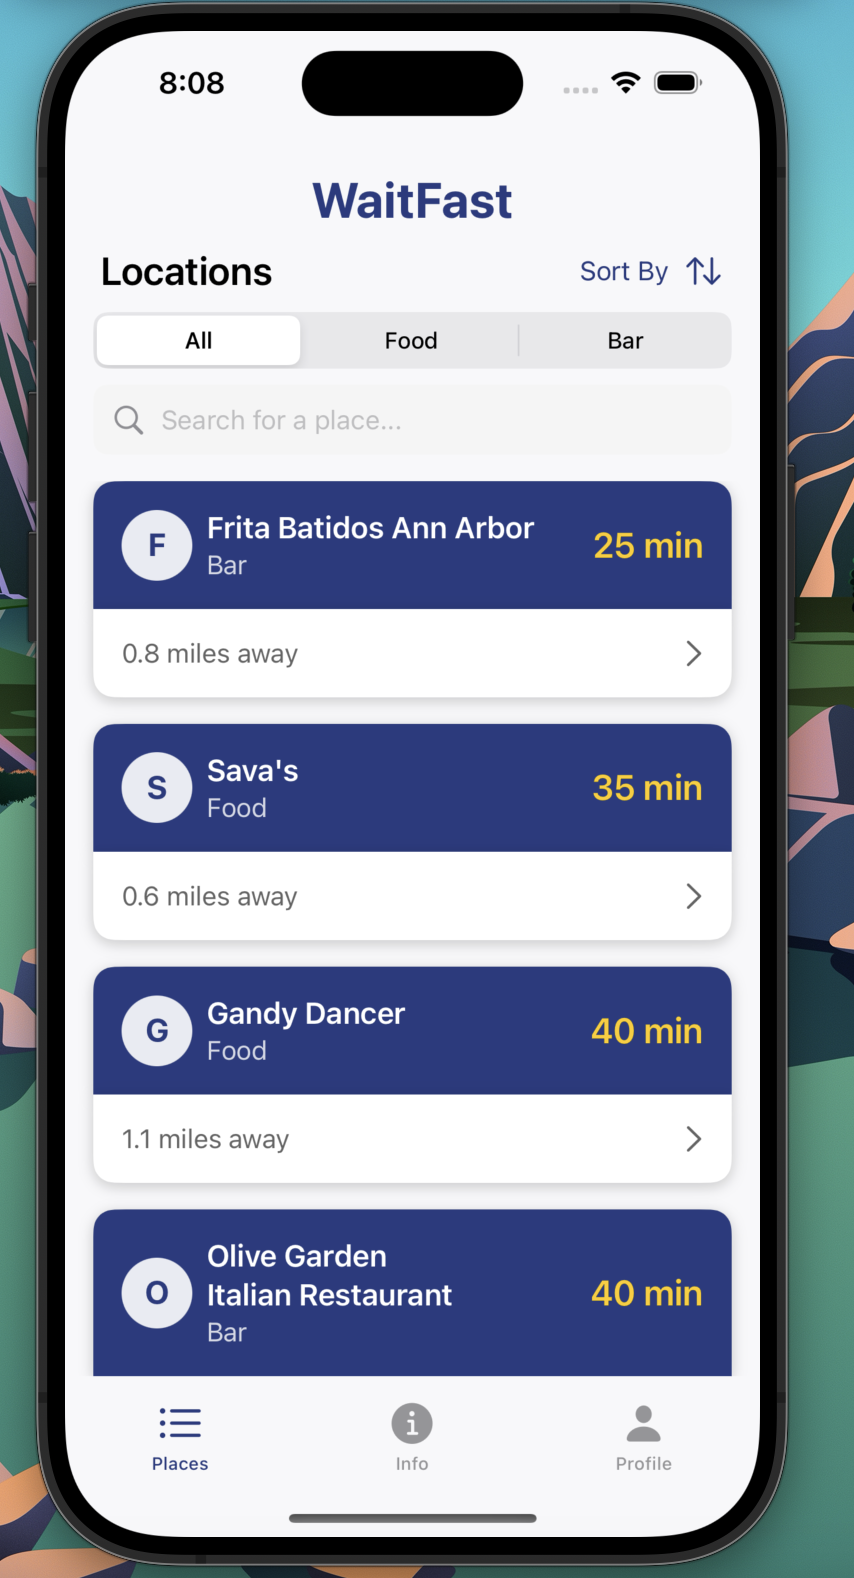 8:08
WaitFast
Locations
Sort By
All
Food
Bar
Search for a place...
F
Frita Batidos Ann Arbor
Bar
25 min
0.8 miles away
S
Sava's
Food
35 min
0.6 miles away
G
Gandy Dancer
Food
40 min
1.1 miles away
O
Olive Garden
Italian Restaurant
Bar
40 min
Places
Info
Profile